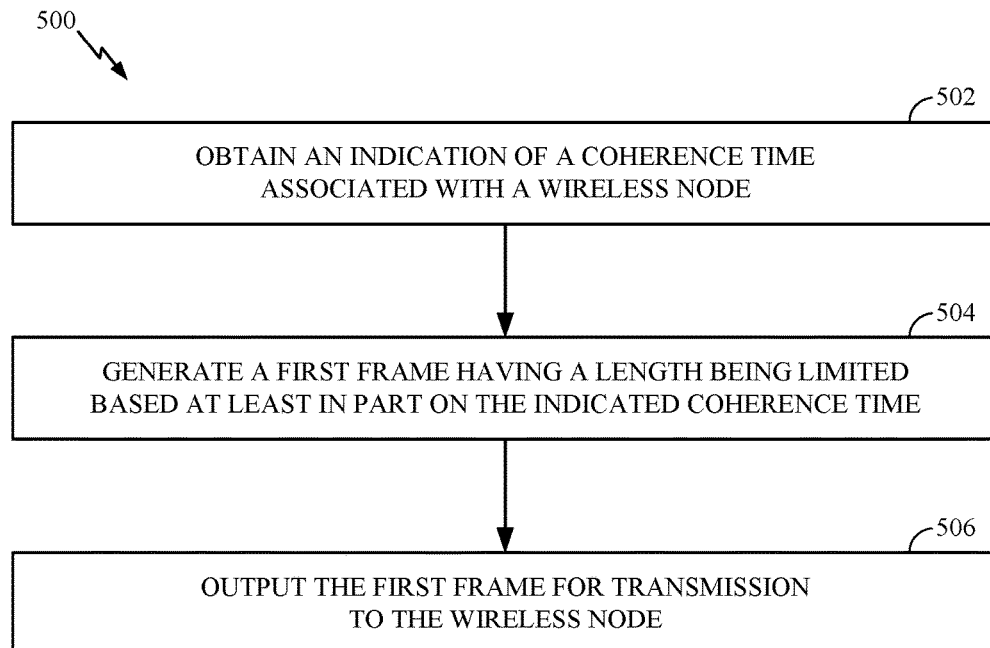 500
502
OBTAIN AN INDICATION OF A COHERENCE TIME
ASSOCIATED WITH A WIRELESS NODE
504
GENERATE A FIRST FRAME HAVING A LENGTH BEING LIMITED
BASED AT LEAST IN PART ON THE INDICATED COHERENCE TIME
506
OUTPUT THE FIRST FRAME FOR TRANSMISSION
TO THE WIRELESS NODE